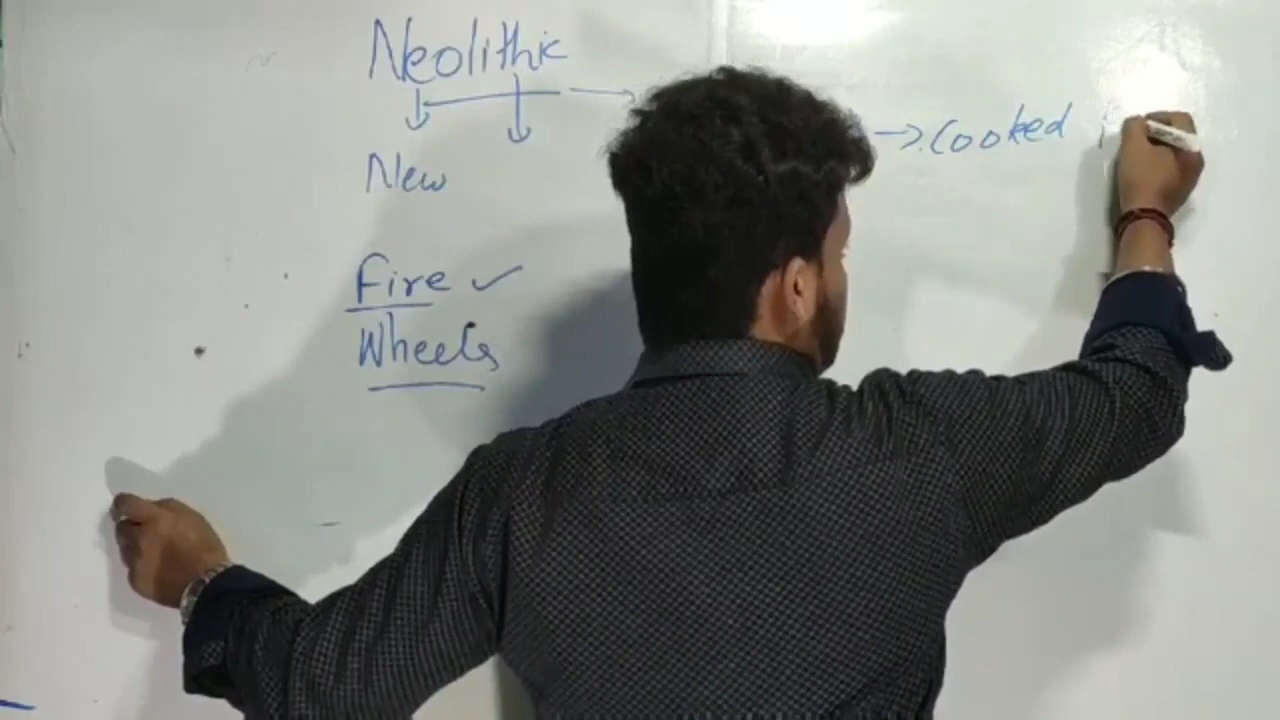 Neolithic
→ Cooked
New
Fire ✓
Wheels